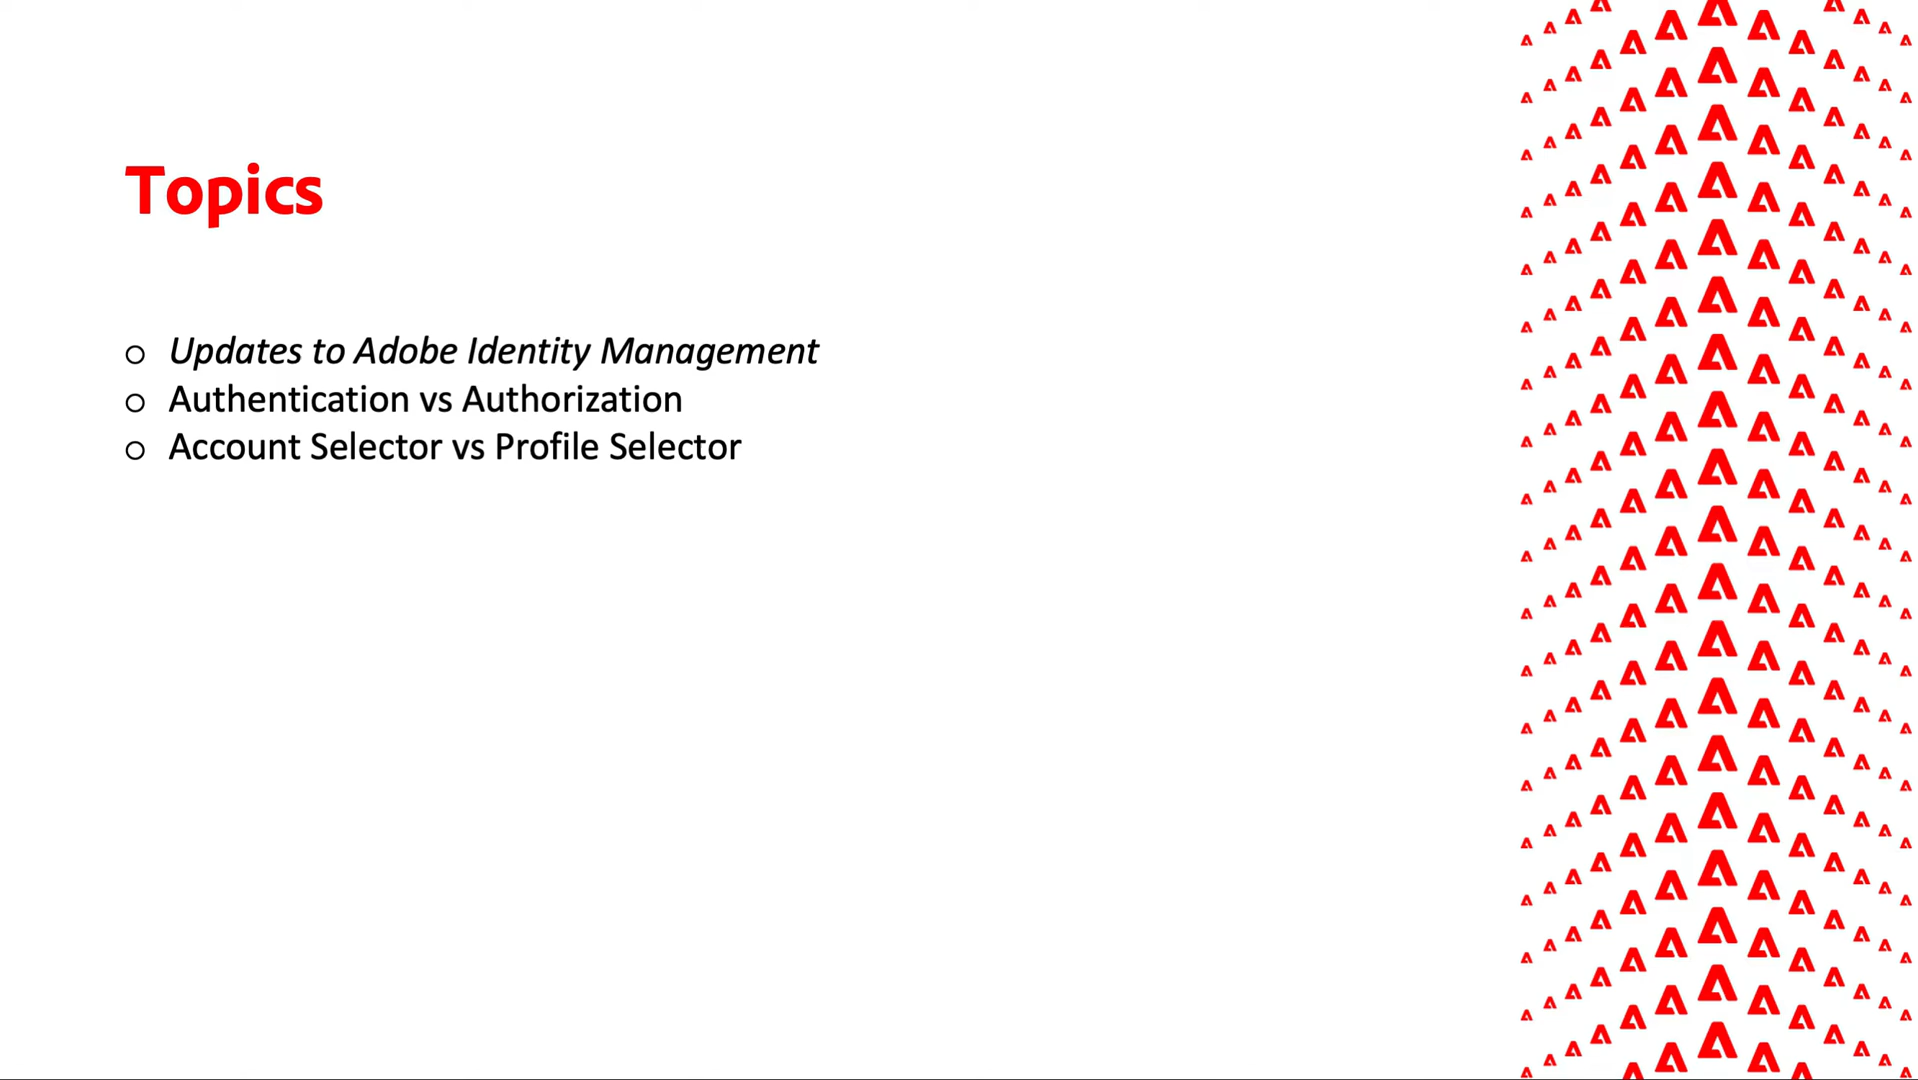 Topics
○ Updates to Adobe Identity Management
○ Authentication vs Authorization
○ Account Selector vs Profile Selector